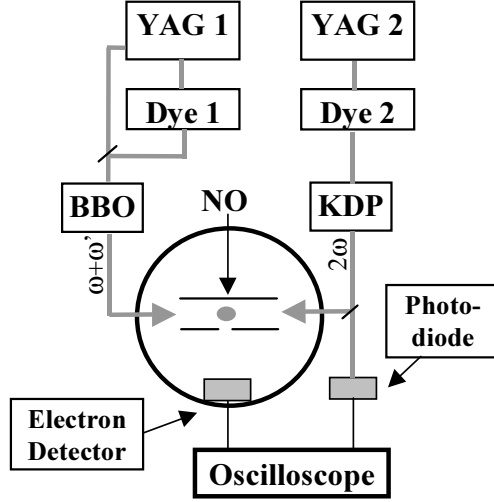 YAG 1
YAG 2
Dye 1
Dye 2
BBO
NO
KDP
ω+ω’
2ω
Photo-
diode
Electron
Detector
Oscilloscope